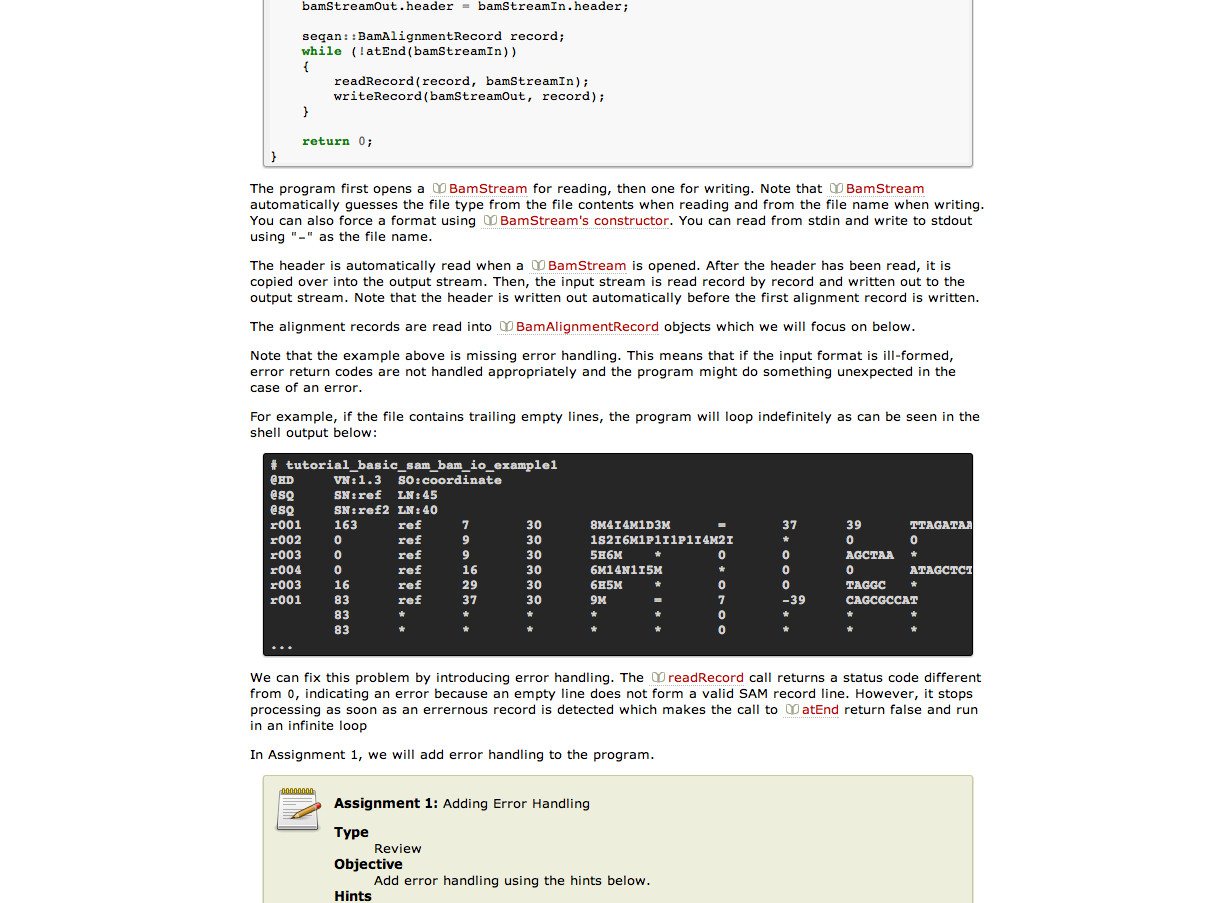 bamStreamOut.header = bamStreamIn.header;
seqan::BamAlignmentRecord record;
while (!atEnd(bamStreamIn))
{
readRecord(record, bamStreamIn);
writeRecord(bamStreamOut, record);
}
return 0;
}
The program first opens a BamStream for reading, then one for writing. Note that BamStream
automatically guesses the file type from the file contents when reading and from the file name when writing.
You can also force a format using BamStream's constructor. You can read from stdin and write to stdout
using "-" as the file name.
The header is automatically read when a BamStream is opened. After the header has been read, it is
copied over into the output stream. Then, the input stream is read record by record and written out to the
output stream. Note that the header is written out automatically before the first alignment record is written.
The alignment records are read into BamAlignmentRecord objects which we will focus on below.
Note that the example above is missing error handling. This means that if the input format is ill-formed,
error return codes are not handled appropriately and the program might do something unexpected in the
case of an error.
For example, if the file contains trailing empty lines, the program will loop indefinitely as can be seen in the
shell output below:
# tutorial_basic_sam_bam_io_example1
@HD VN:1.3 SO:coordinate
@SQ SN:ref LN:45
@SQ SN:ref2 LN:40
r001 163 ref 7 30 8M4I4M1D3M = 37 39 TTAGATAA
r002 0 ref 9 30 1S2I6M1P1I1P1I4M2I * 0 0
r003 0 ref 9 30 5H6M * 0 0 AGCTAA *
r004 0 ref 16 30 6M14N1I5M * 0 0 ATAGCTCT
r003 16 ref 29 30 6H5M * 0 0 TAGGC *
r001 83 ref 37 30 9M = 7 -39 CAGCGCCAT
83 * * * * * 0 * * *
83 * * * * * 0 * * *
...
We can fix this problem by introducing error handling. The readRecord call returns a status code different
from 0, indicating an error because an empty line does not form a valid SAM record line. However, it stops
processing as soon as an errernous record is detected which makes the call to atEnd return false and run
in an infinite loop
In Assignment 1, we will add error handling to the program.
Assignment 1: Adding Error Handling
Type
Review
Objective
Add error handling using the hints below.
Hints